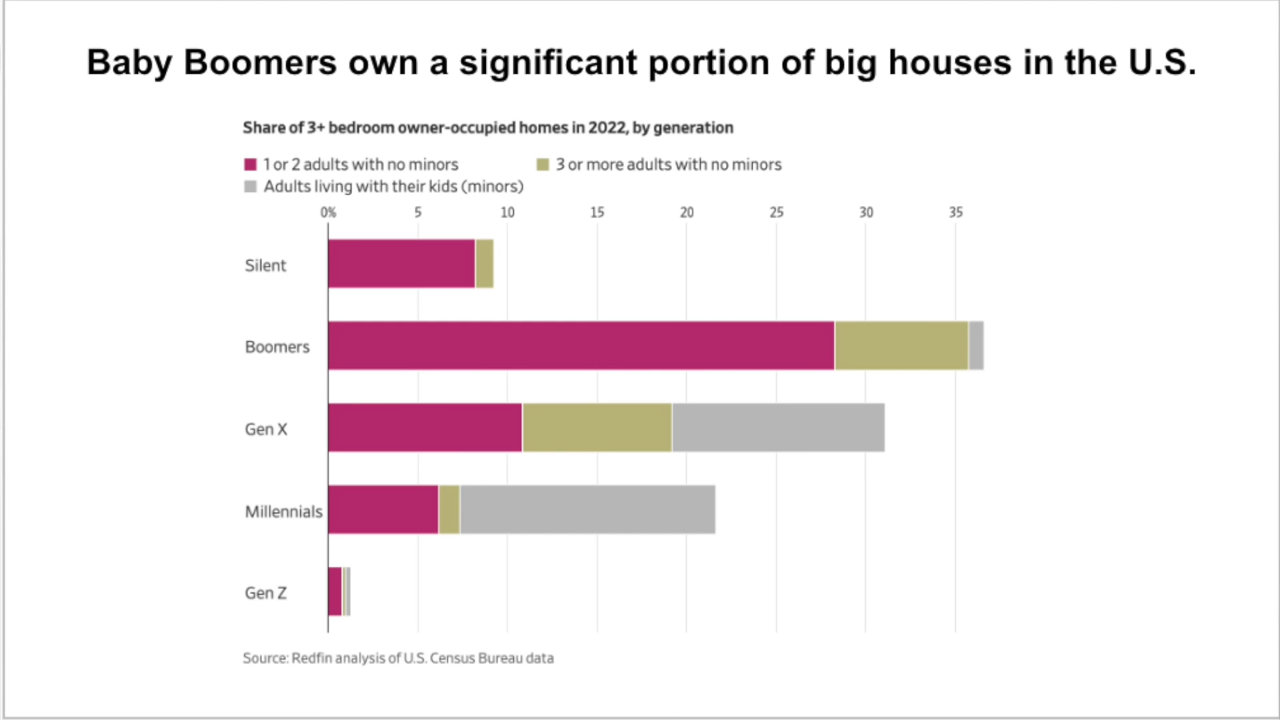 Baby Boomers own a significant portion of big houses in the U.S.
Share of 3+ bedroom owner-occupied homes in 2022, by generation
1 or 2 adults with no minors 3 or more adults with no minors
Adults living with their kids (minors)
0% 5 10 15 20 25 30 35
Silent
Boomers
Gen X
Millennials
Gen Z
Source: Redfin analysis of U.S. Census Bureau data